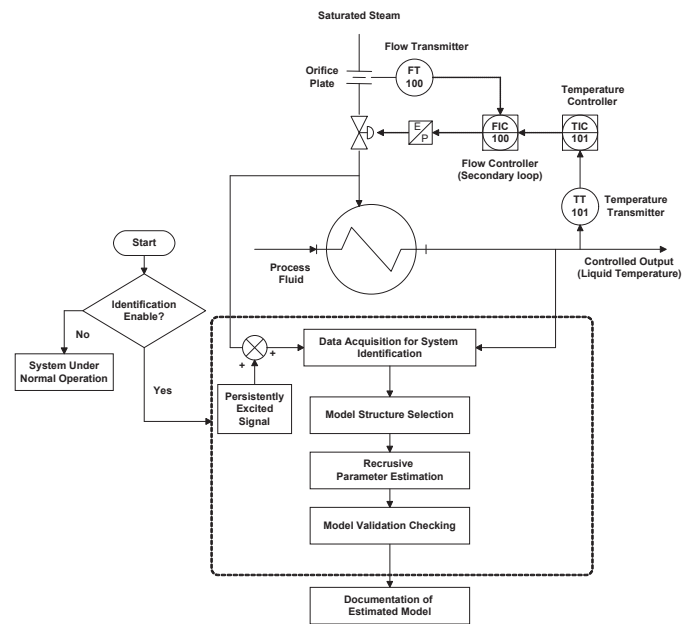 Saturated Steam
Flow Transmitter
Orifice
Plate
FT
100
Temperature
Controller
E
P
FIC
100
TIC
101
Flow Controller
(Secondary loop)
TT
101
Temperature
Transmitter
Start
Process
Fluid
Controlled Output
(Liquid Temperature)
Identification
Enable?
No
System Under
Normal Operation
Yes
+
+
Data Acquisition for System
Identification
Persistently
Excited
Signal
Model Structure Selection
Recrusive
Parameter Estimation
Model Validation Checking
Documentation of
Estimated Model